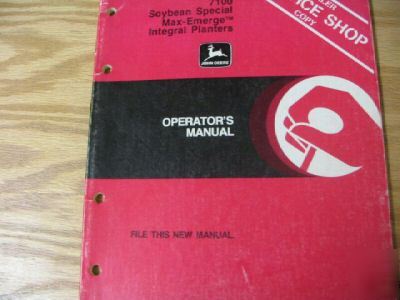 7100
Soybean Special
Max-Emerge™
Integral Planters
JOHN DEERE
ICE SHOP
COPY
OPERATOR'S
MANUAL
FILE THIS NEW MANUAL.